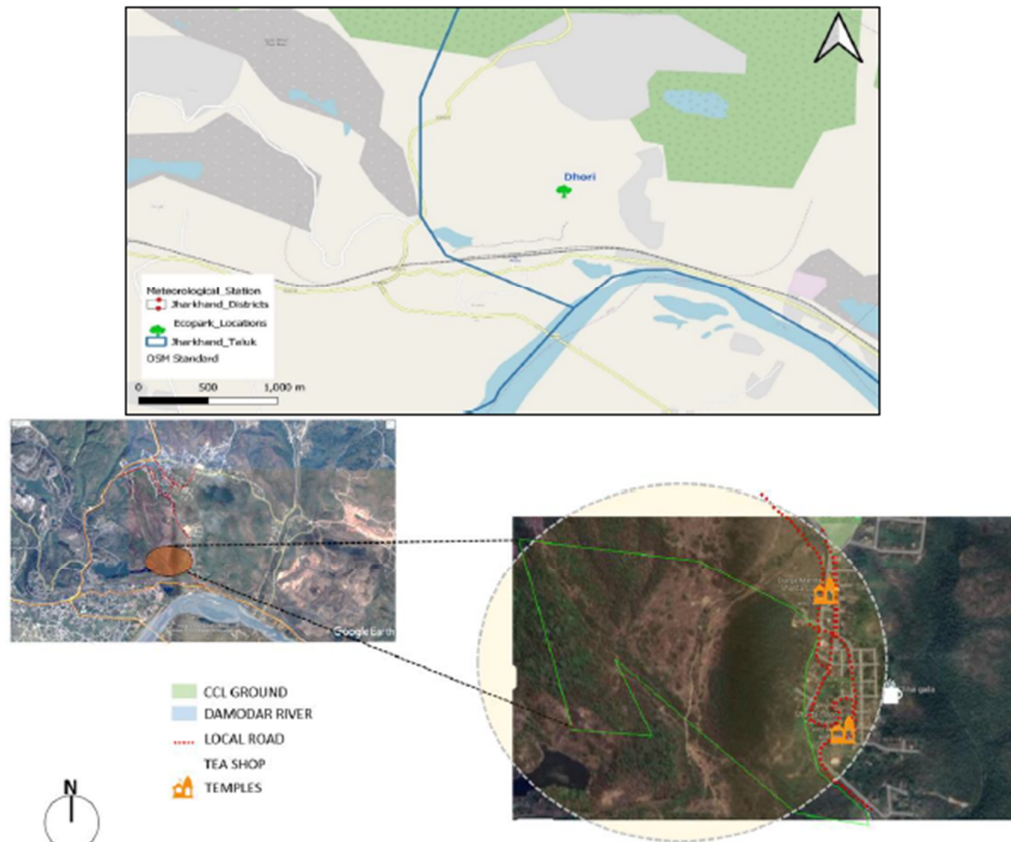 Dhori
Meteorological_Station
Jharkhand_Districts
Ecopark_Locations
Jharkhand_Taluk
OSM Standard
0 500 1,000 m
Google Earth
CCL GROUND
DAMODAR RIVER
LOCAL ROAD
TEA SHOP
TEMPLES
N